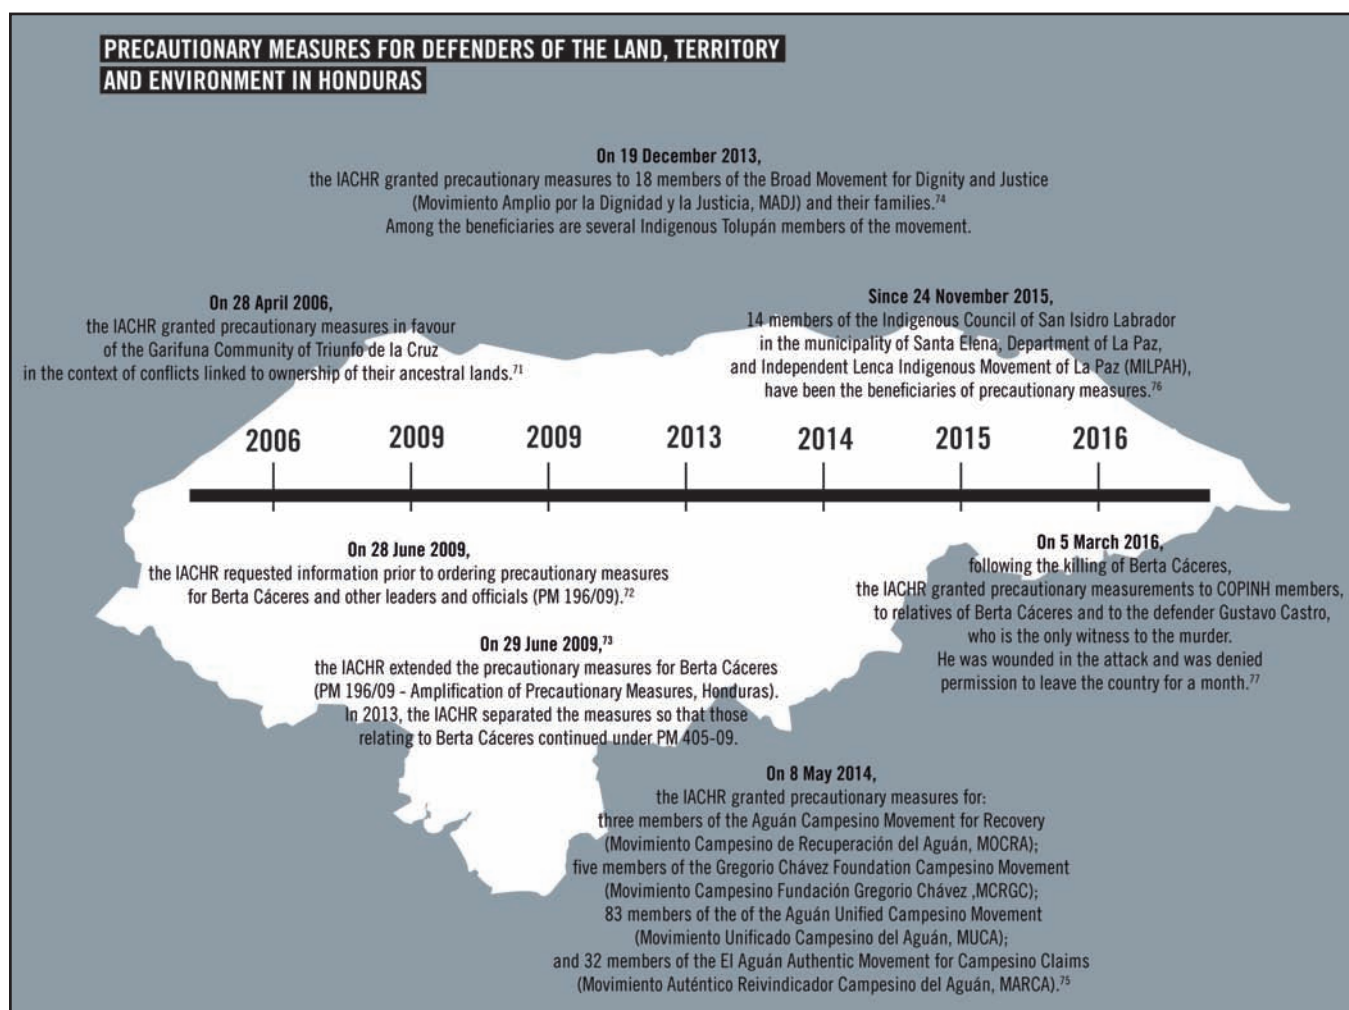 PRECAUTIONARY MEASURES FOR DEFENDERS OF THE LAND, TERRITORY
AND ENVIRONMENT IN HONDURAS
On 19 December 2013,
the IACHR granted precautionary measures to 18 members of the Broad Movement for Dignity and Justice
(Movimiento Amplio por la Dignidad y la Justicia, MADJ) and their families.74
Among the beneficiaries are several Indigenous Tolupán members of the movement.
On 28 April 2006,
the IACHR granted precautionary measures in favour
of the Garifuna Community of Triunfo de la Cruz
in the context of conflicts linked to ownership of their ancestral lands.71
Since 24 November 2015,
14 members of the Indigenous Council of San Isidro Labrador
in the municipality of Santa Elena, Department of La Paz,
and Independent Lenca Indigenous Movement of La Paz (MILPAH),
have been the beneficiaries of precautionary measures.76
2006 2009 2009 2013 2014 2015 2016
On 28 June 2009,
the IACHR requested information prior to ordering precautionary measures
for Berta Cáceres and other leaders and officials (PM 196/09).72
On 29 June 2009,73
the IACHR extended the precautionary measures for Berta Cáceres
(PM 196/09 - Amplification of Precautionary Measures, Honduras).
In 2013, the IACHR separated the measures so that those
relating to Berta Cáceres continued under PM 405-09.
On 5 March 2016,
following the killing of Berta Cáceres,
the IACHR granted precautionary measurements to COPINH members,
to relatives of Berta Cáceres and to the defender Gustavo Castro,
who is the only witness to the murder.
He was wounded in the attack and was denied
permission to leave the country for a month.77
On 8 May 2014,
the IACHR granted precautionary measures for:
three members of the Aguán Campesino Movement for Recovery
(Movimiento Campesino de Recuperación del Aguán, MOCRA);
five members of the Gregorio Chávez Foundation Campesino Movement
(Movimiento Campesino Fundación Gregorio Chávez ,MCRGC);
83 members of the of the Aguán Unified Campesino Movement
(Movimiento Unificado Campesino del Aguán, MUCA);
and 32 members of the El Aguán Authentic Movement for Campesino Claims
(Movimiento Auténtico Reivindicador Campesino del Aguán, MARCA).75